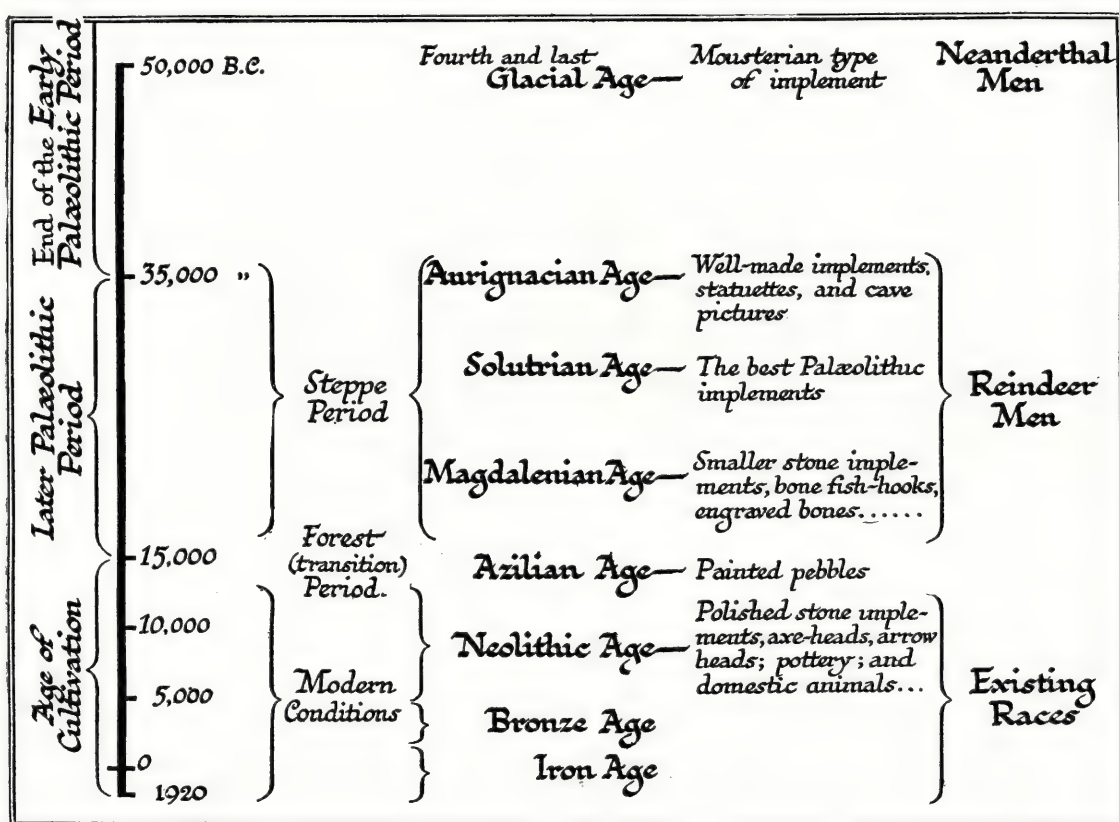 End of the Early
Palæolithic Period
Later Palæolithic
Period
Age of
Cultivation
50,000 B.C.
35,000 "
15,000
10,000
5,000
0
1920
Steppe
Period
Forest
(transition)
Period.
Modern
Conditions
Fourth and last
Glacial Age—
Mousterian type
of implement
Neanderthal
Men
Aurignacian Age—
Well-made implements,
statuettes, and cave
pictures
Solutrian Age—
The best Palæolithic
implements
Magdalenian Age—
Smaller stone imple-
ments, bone fish-hooks,
engraved bones......
Reindeer
Men
Azilian Age—
Painted pebbles
Neolithic Age—
Polished stone imple-
ments, axe-heads, arrow
heads; pottery; and
domestic animals...
Bronze Age
Iron Age
Existing
Races